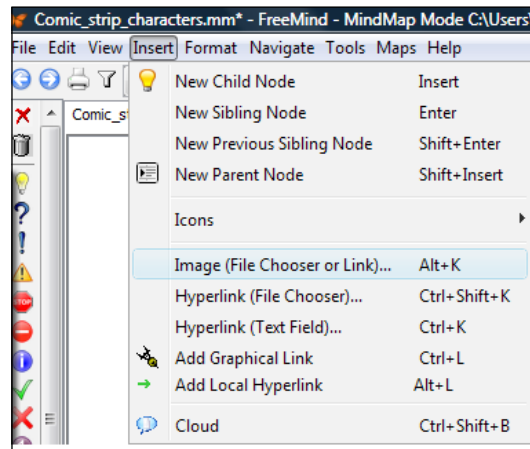 Comic_strip_characters.mm* - FreeMind - MindMap Mode C:\Users
File Edit View Insert Format Navigate Tools Maps Help
Comic_st
New Child Node Insert
New Sibling Node Enter
New Previous Sibling Node Shift+Enter
New Parent Node Shift+Insert
Icons
Image (File Chooser or Link)... Alt+K
Hyperlink (File Chooser)... Ctrl+Shift+K
Hyperlink (Text Field)... Ctrl+K
Add Graphical Link Ctrl+L
Add Local Hyperlink Alt+L
Cloud Ctrl+Shift+B
STOP